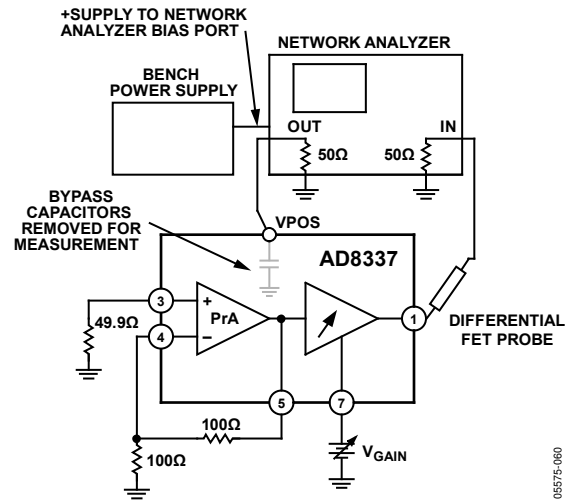 +SUPPLY TO NETWORK
ANALYZER BIAS PORT
NETWORK ANALYZER
BENCH
POWER SUPPLY
OUT
IN
50Ω
50Ω
BYPASS
CAPACITORS
REMOVED FOR
MEASUREMENT
VPOS
AD8337
3
+
PrA
1
49.9Ω
4
–
DIFFERENTIAL
FET PROBE
5
7
100Ω
100Ω
VGAIN
05575-060